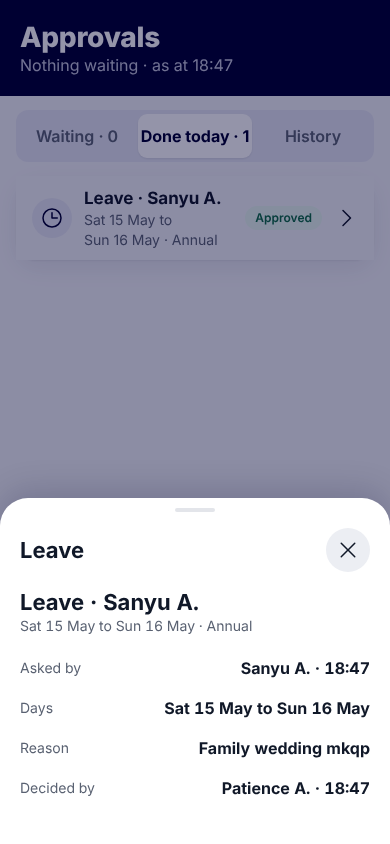 Approvals
Nothing waiting · as at 18:47
Waiting · 0
Done today · 1
History
Leave · Sanyu A.
Sat 15 May to
Sun 16 May · Annual
Approved
Leave
Leave · Sanyu A.
Sat 15 May to Sun 16 May · Annual
Asked by
Sanyu A. · 18:47
Days
Sat 15 May to Sun 16 May
Reason
Family wedding mkqp
Decided by
Patience A. · 18:47